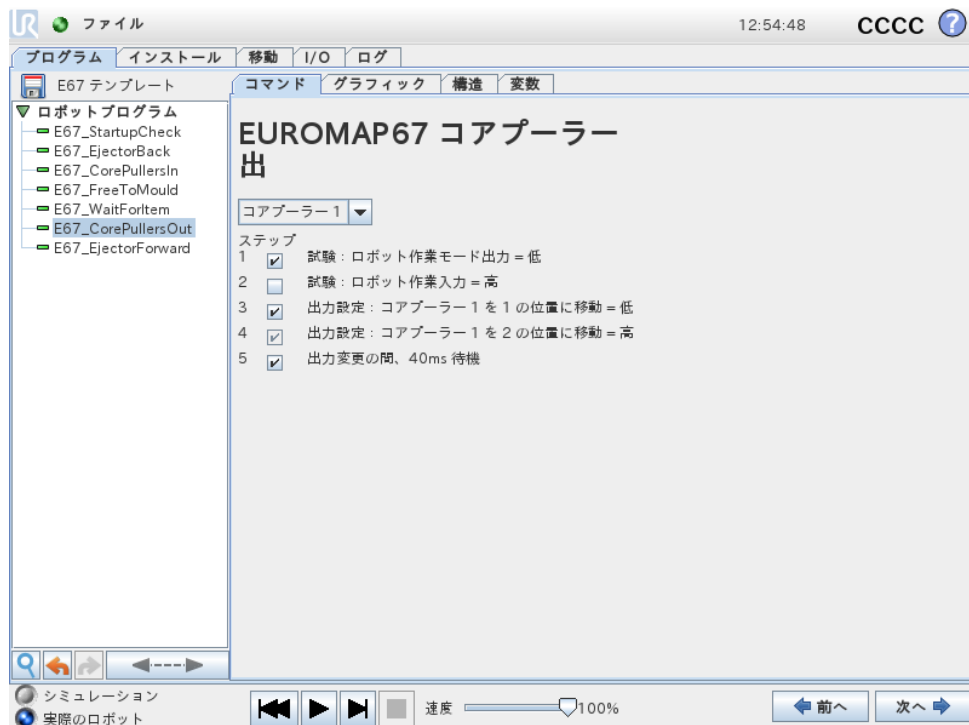 UR ファイル 12:54:48 CCCC ?
プログラム インストール 移動 I/O ログ
E67 テンプレート
コマンド グラフィック 構造 変数
ロボットプログラム
E67_StartupCheck
E67_EjectorBack
E67_CorePullersIn
E67_FreeToMould
E67_WaitForItem
E67_CorePullersOut
E67_EjectorForward
EUROMAP67 コアプーラー
出
コアプーラー 1
ステップ
1 試験：ロボット作業モード出力 = 低
2 試験：ロボット作業入力 = 高
3 出力設定：コアプーラー 1 を 1 の位置に移動 = 低
4 出力設定：コアプーラー 1 を 2 の位置に移動 = 高
5 出力変更の間、40ms 待機
シミュレーション
実際のロボット
速度 100%
前へ 次へ